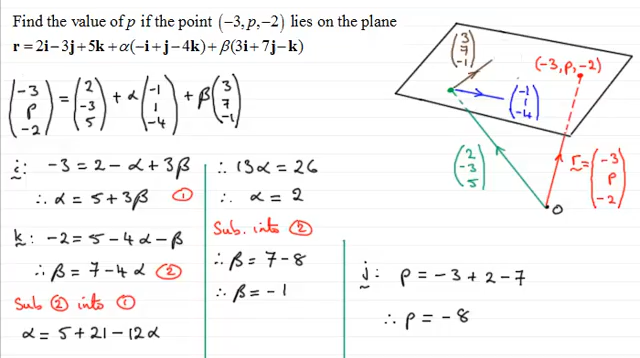 Find the value of p if the point (−3, p, −2) lies on the plane
r = 2i − 3j + 5k + α(−i + j − 4k) + β(3i + 7j − k)
(−3 p −2) = (2 −3 5) + α (−1 1 −4) + β (3 7 −1)
i: −3 = 2 − α + 3β
∴ α = 5 + 3β ①
k: −2 = 5 − 4α − β
∴ β = 7 − 4α ②
Sub ② into ①
α = 5 + 21 − 12α
∴ 13α = 26
∴ α = 2
Sub. into ②
∴ β = 7 − 8
∴ β = −1
j: p = −3 + 2 − 7
∴ p = −8
(3 7 −1)
(−3, p, −2)
(−1 1 −4)
(2 −3 5)
r = (−3 p −2)
O